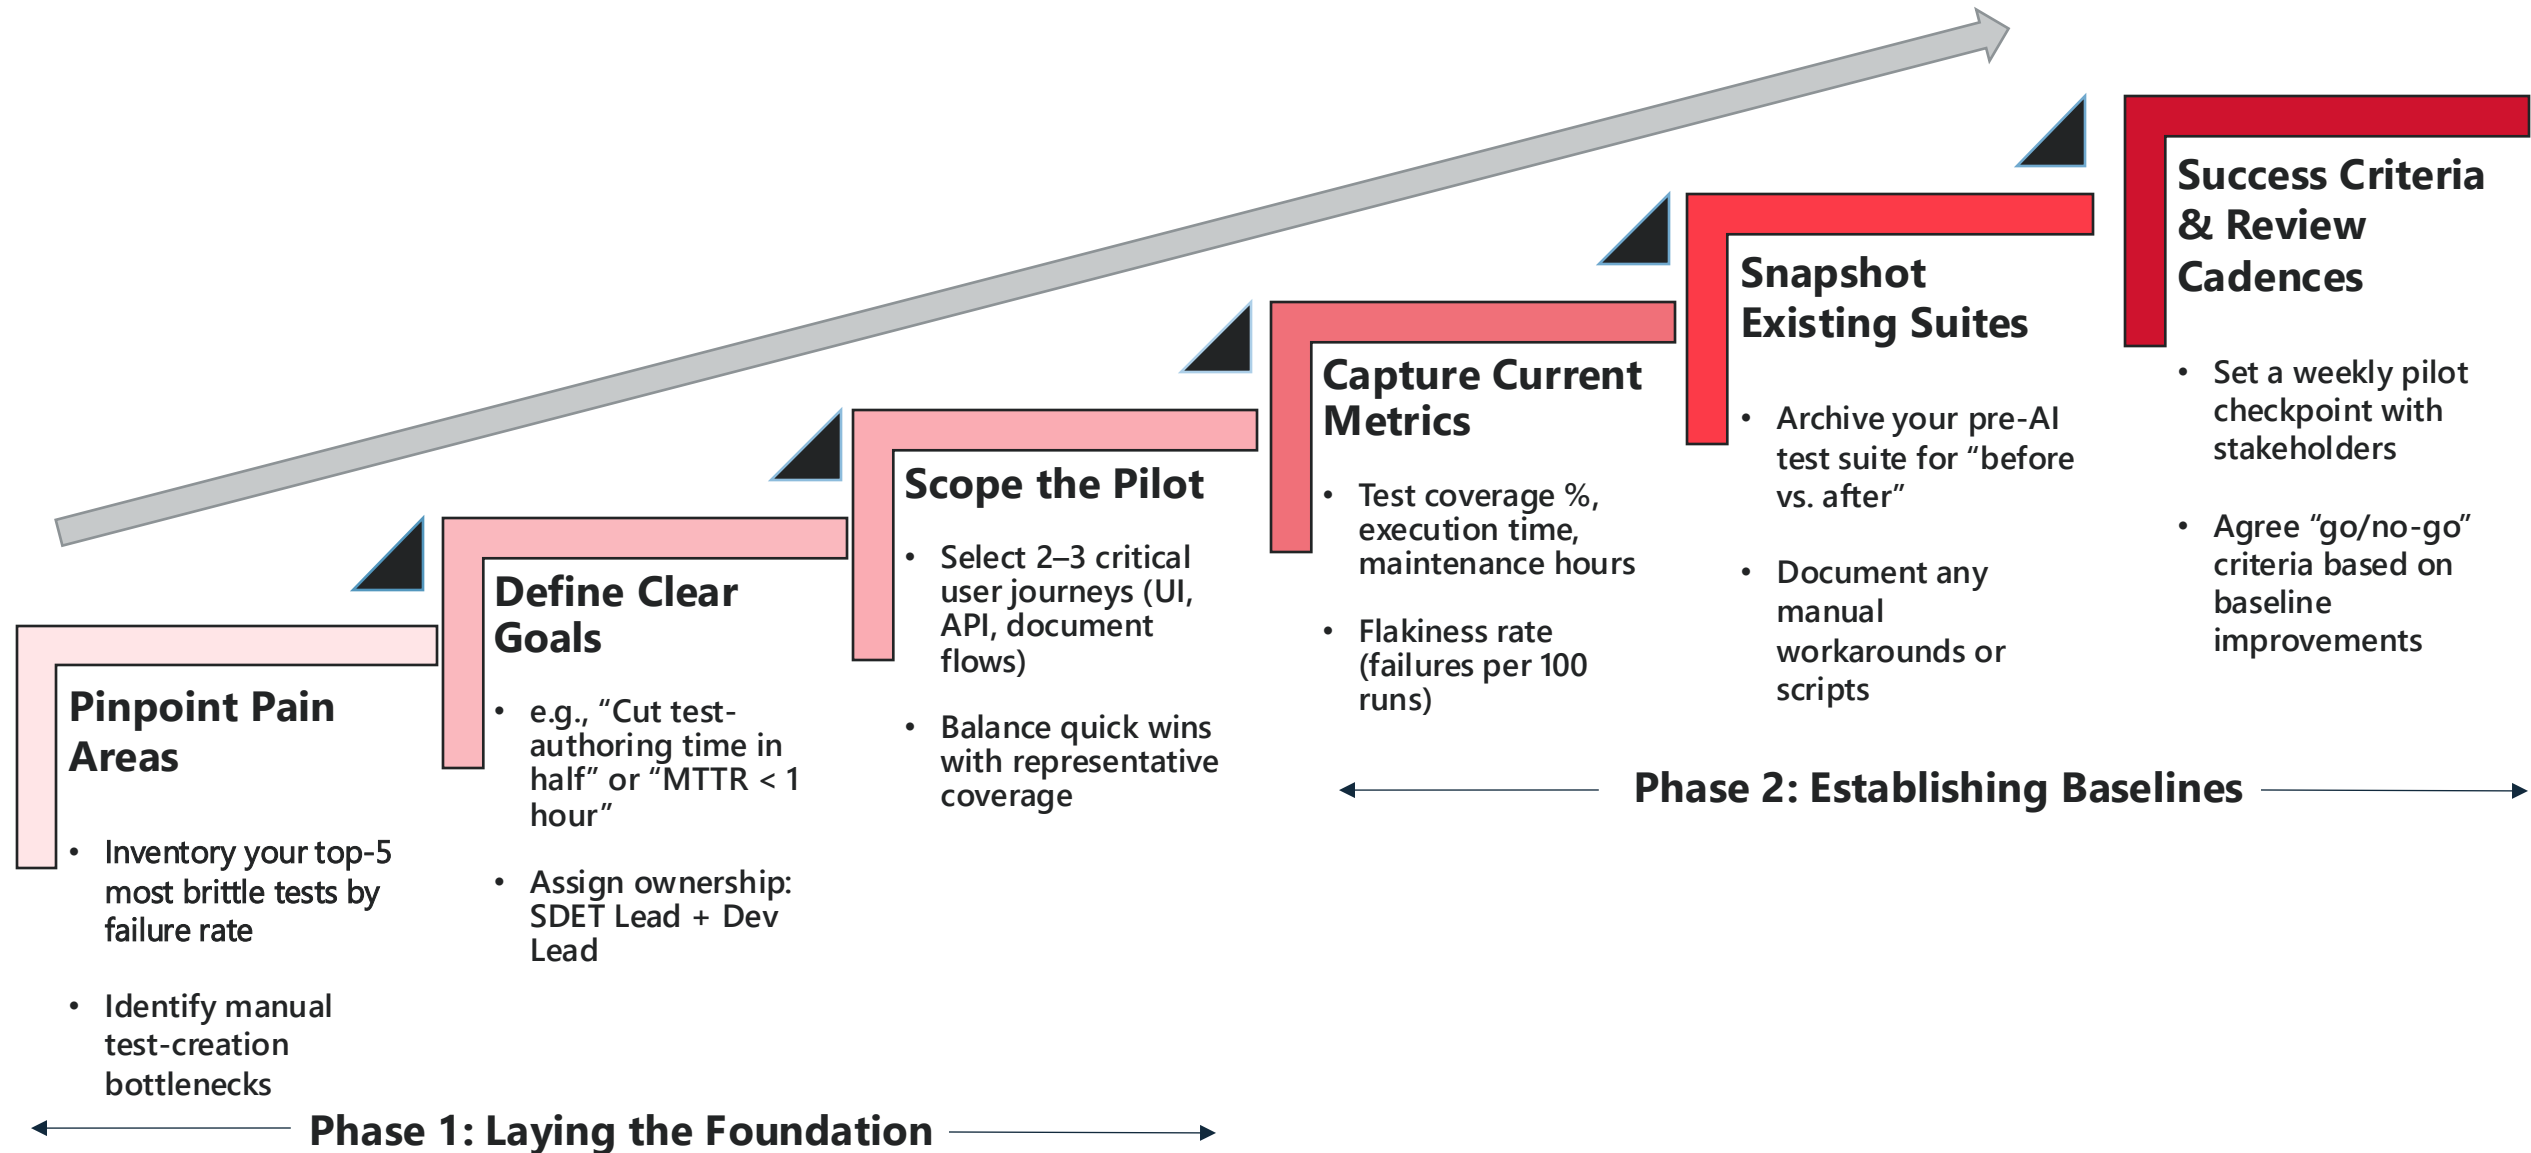 Pinpoint Pain
Areas
• Inventory your top-5
most brittle tests by
failure rate
• Identify manual
test-creation
bottlenecks
Define Clear
Goals
• e.g., “Cut test-
authoring time in
half” or “MTTR < 1
hour”
• Assign ownership:
SDET Lead + Dev
Lead
Scope the Pilot
• Select 2–3 critical
user journeys (UI,
API, document
flows)
• Balance quick wins
with representative
coverage
Phase 1: Laying the Foundation
Capture Current
Metrics
• Test coverage %,
execution time,
maintenance hours
• Flakiness rate
(failures per 100
runs)
Snapshot
Existing Suites
• Archive your pre-AI
test suite for “before
vs. after”
• Document any
manual
workarounds or
scripts
Success Criteria
& Review
Cadences
• Set a weekly pilot
checkpoint with
stakeholders
• Agree “go/no-go”
criteria based on
baseline
improvements
Phase 2: Establishing Baselines